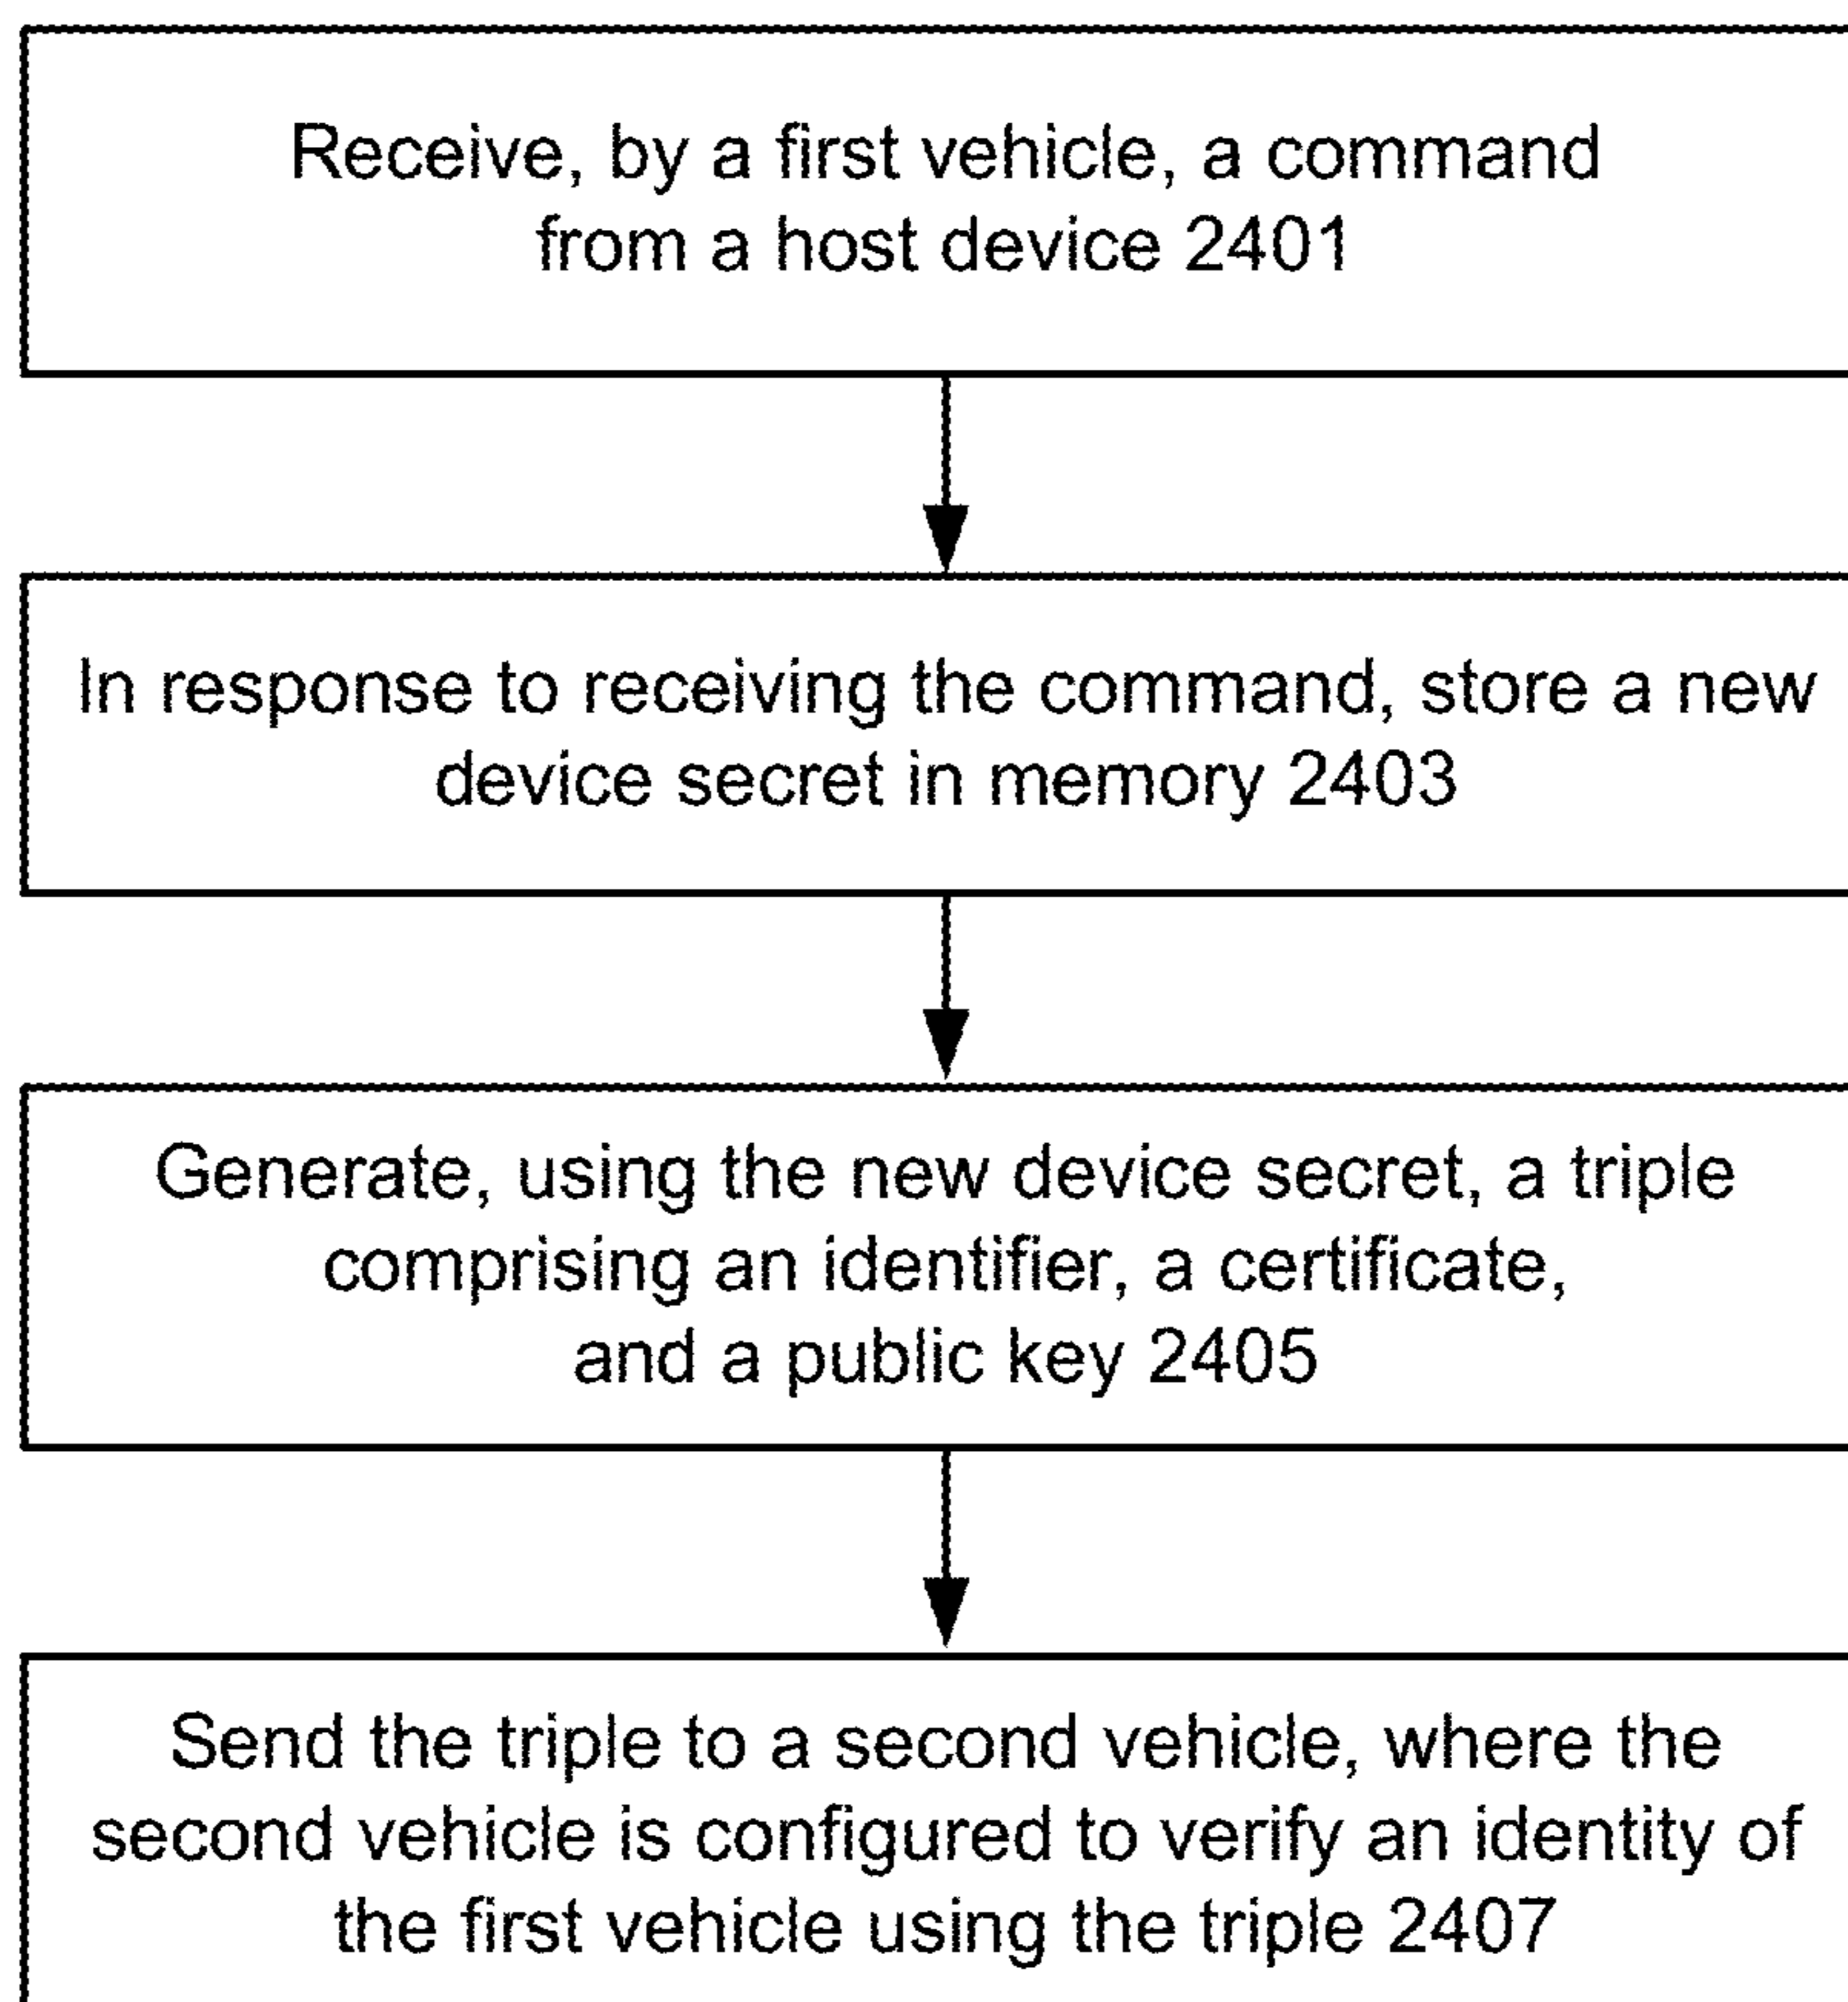 Receive, by a first vehicle, a command
from a host device 2401
In response to receiving the command, store a new
device secret in memory 2403
Generate, using the new device secret, a triple
comprising an identifier, a certificate,
and a public key 2405
Send the triple to a second vehicle, where the
second vehicle is configured to verify an identity of
the first vehicle using the triple 2407